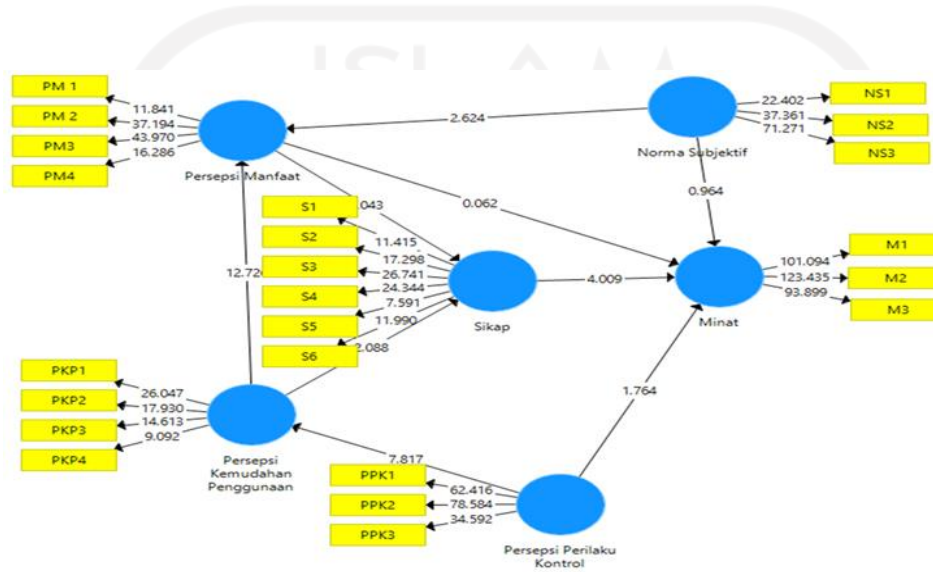 ISLAM
PM 1
PM 2
PM3
PM4
11.841
37.194
43.970
16.286
Persepsi Manfaat
2.624
Norma Subjektif
22.402
37.361
71.271
NS1
NS2
NS3
0.964
0.062
.043
S1
S2
S3
S4
S5
S6
11.415
17.298
26.741
24.344
7.591
11.990
Sikap
4.009
Minat
101.094
123.435
93.899
M1
M2
M3
2.088
1.764
PKP1
PKP2
PKP3
PKP4
26.047
17.930
14.613
9.092
Persepsi
Kemudahan
Penggunaan
7.817
PPK1
PPK2
PPK3
62.416
78.584
34.592
Persepsi Perilaku
Kontrol